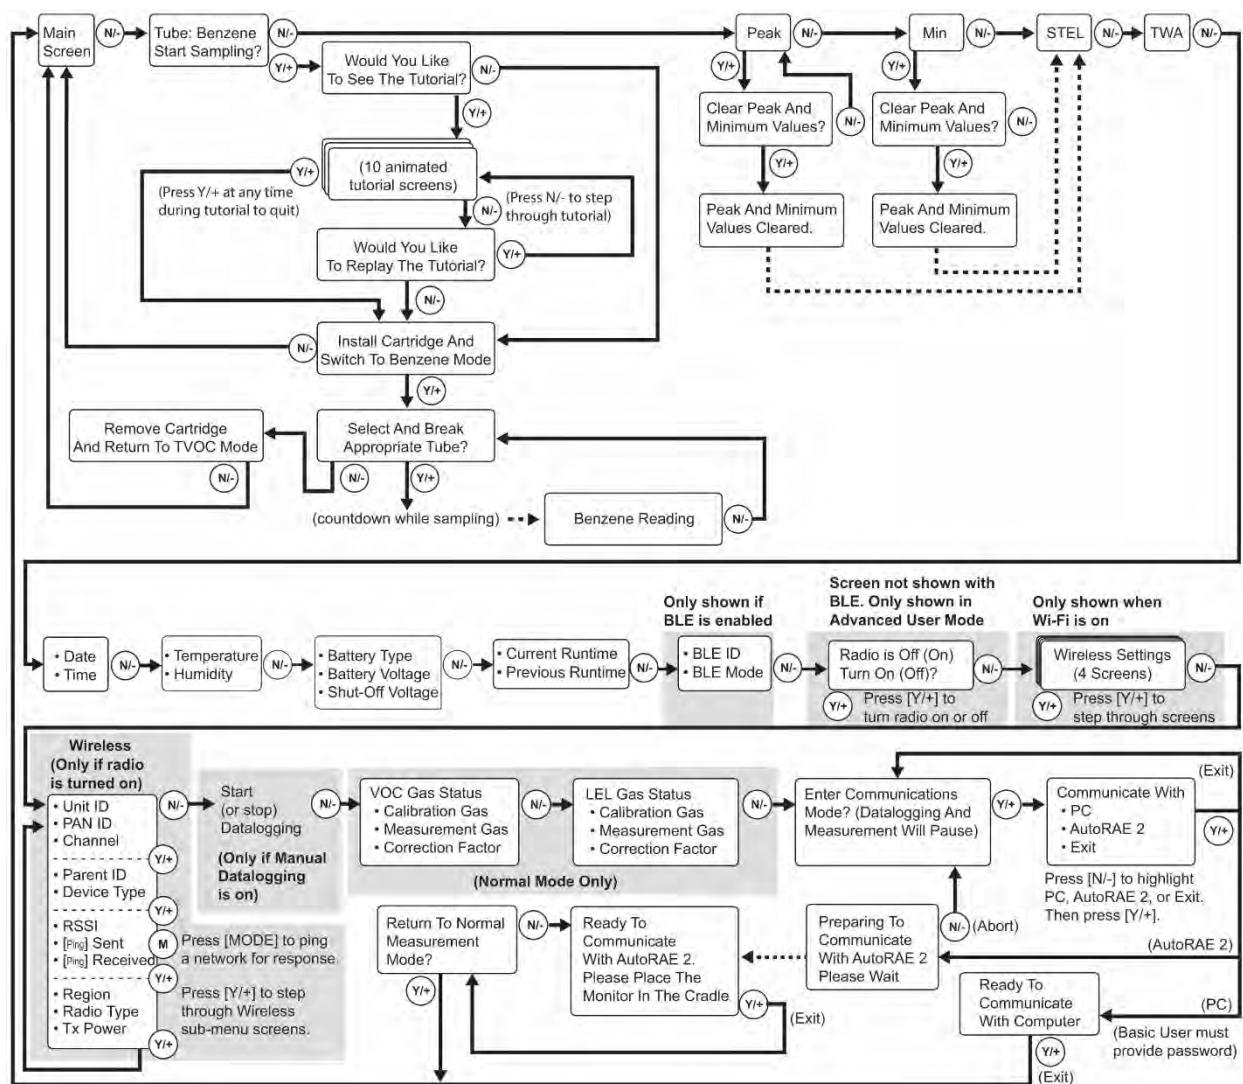 Main
Screen
N/-
Tube: Benzene
Start Sampling?
N/-
Peak
N/-
Min
N/-
STEL
N/-
TWA
N/-
Y/+
Would You Like
To See The Tutorial?
N/-
Y/+
Y/+
Y/+
Clear Peak And
Minimum Values?
N/-
Clear Peak And
Minimum Values?
N/-
Y/+
(10 animated
tutorial screens)
Y/+
Y/+
(Press Y/+ at any time
during tutorial to quit)
N/-
(Press N/- to step
through tutorial)
Peak And Minimum
Values Cleared.
Peak And Minimum
Values Cleared.
Would You Like
To Replay The Tutorial?
Y/+
N/-
N/-
Install Cartridge And
Switch To Benzene Mode
Y/+
Remove Cartridge
And Return To TVOC Mode
Select And Break
Appropriate Tube?
N/-
N/-
Y/+
(countdown while sampling)
Benzene Reading
N/-
Only shown if
BLE is enabled
Screen not shown with
BLE. Only shown in
Advanced User Mode
Only shown when
Wi-Fi is on
• Date
• Time
N/-
• Temperature
• Humidity
N/-
• Battery Type
• Battery Voltage
• Shut-Off Voltage
N/-
• Current Runtime
• Previous Runtime
N/-
• BLE ID
• BLE Mode
N/-
Radio is Off (On)
Turn On (Off)?
N/-
Y/+
Press [Y/+] to
turn radio on or off
Wireless Settings
(4 Screens)
N/-
Y/+
Press [Y/+] to
step through screens
Wireless
(Only if radio
is turned on)
• Unit ID
• PAN ID
• Channel
N/-
Y/+
• Parent ID
• Device Type
Y/+
• RSSI
• [Ping] Sent
• [Ping] Received
M
Press [MODE] to ping
a network for response.
Y/+
• Region
• Radio Type
• Tx Power
Press [Y/+] to step
through Wireless
sub-menu screens.
Y/+
Start
(or stop)
Datalogging
N/-
(Only if Manual
Datalogging
is on)
VOC Gas Status
• Calibration Gas
• Measurement Gas
• Correction Factor
N/-
LEL Gas Status
• Calibration Gas
• Measurement Gas
• Correction Factor
N/-
(Normal Mode Only)
Enter Communications
Mode? (Datalogging And
Measurement Will Pause)
Y/+
Communicate With
• PC
• AutoRAE 2
• Exit
(Exit)
Y/+
Press [N/-] to highlight
PC, AutoRAE 2, or Exit.
Then press [Y/+].
Return To Normal
Measurement
Mode?
N/-
Y/+
Ready To
Communicate
With AutoRAE 2.
Please Place The
Monitor In The Cradle
Y/+
(Exit)
Preparing To
Communicate
With AutoRAE 2
Please Wait
N/-
(Abort)
(AutoRAE 2)
Ready To
Communicate
With Computer
(PC)
(Basic User must
provide password)
Y/+
(Exit)